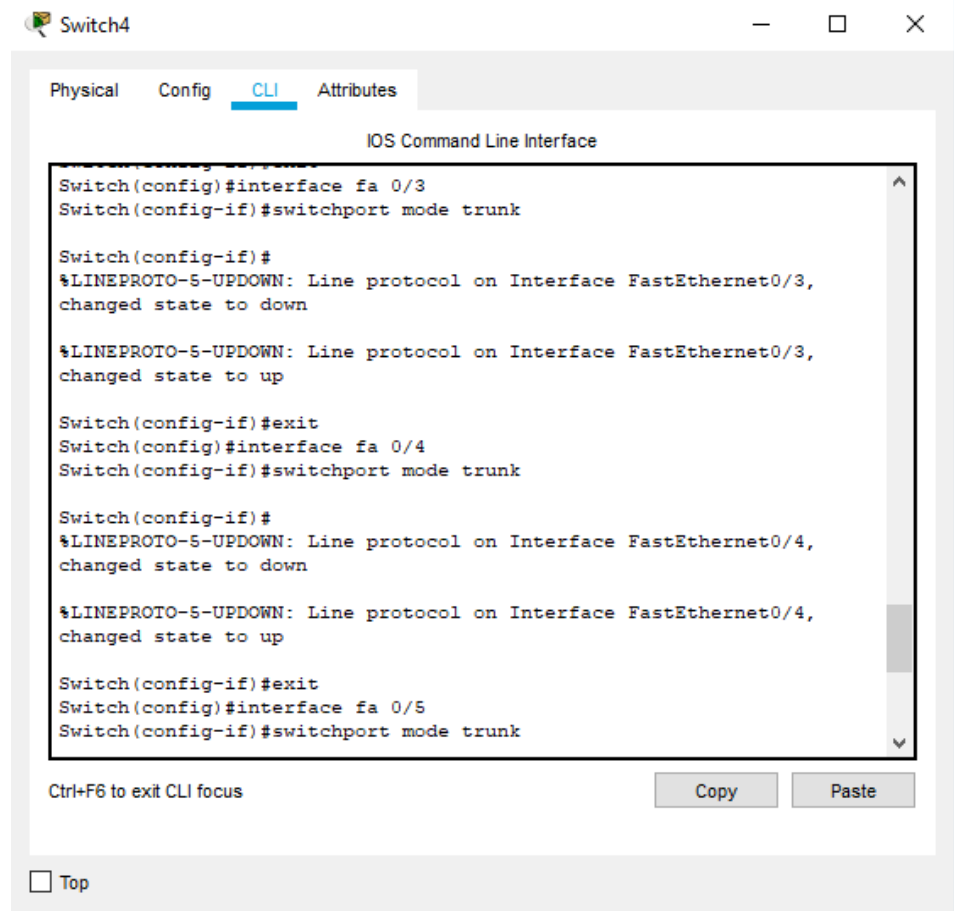 Switch4
Physical Config CLI Attributes
IOS Command Line Interface
Switch(config)#interface fa 0/3
Switch(config-if)#switchport mode trunk
Switch(config-if)#
%LINEPROTO-5-UPDOWN: Line protocol on Interface FastEthernet0/3,
changed state to down
%LINEPROTO-5-UPDOWN: Line protocol on Interface FastEthernet0/3,
changed state to up
Switch(config-if)#exit
Switch(config)#interface fa 0/4
Switch(config-if)#switchport mode trunk
Switch(config-if)#
%LINEPROTO-5-UPDOWN: Line protocol on Interface FastEthernet0/4,
changed state to down
%LINEPROTO-5-UPDOWN: Line protocol on Interface FastEthernet0/4,
changed state to up
Switch(config-if)#exit
Switch(config)#interface fa 0/5
Switch(config-if)#switchport mode trunk
Ctrl+F6 to exit CLI focus
Copy Paste
Top